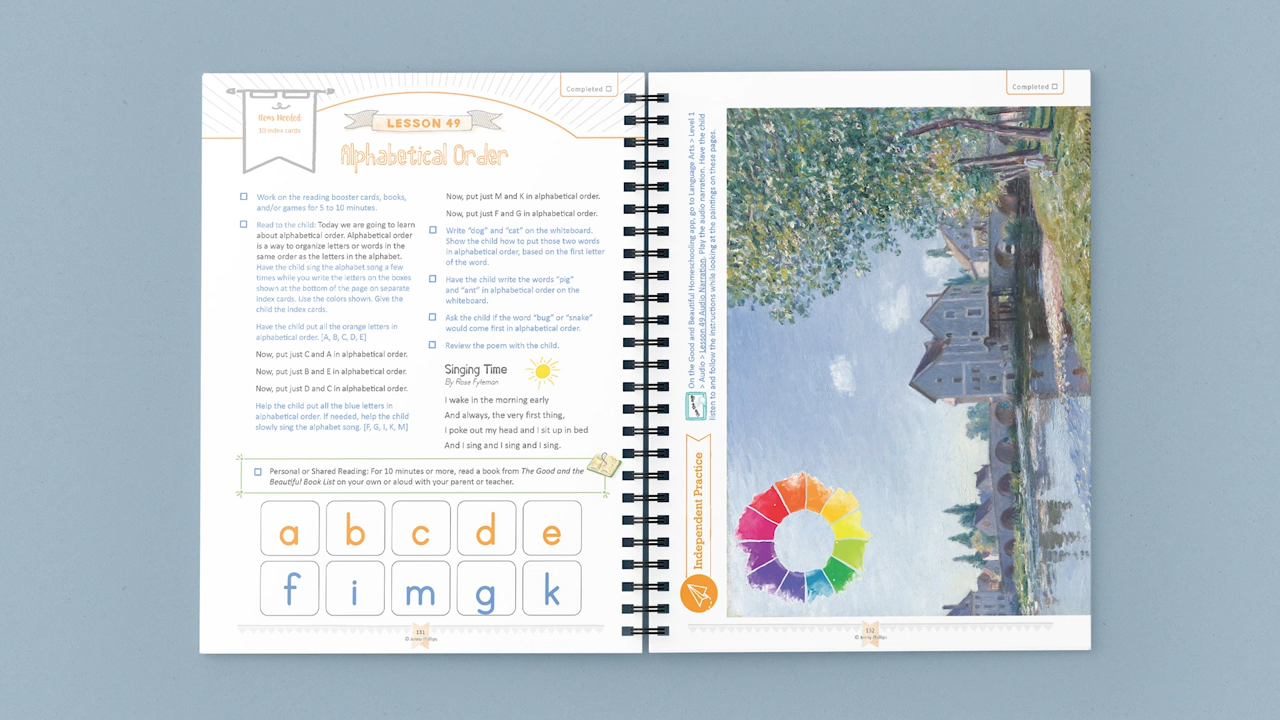 Completed
Items Needed
10 index cards
LESSON 49
Alphabetical Order
Work on the reading booster cards, books,
and/or games for 5 to 10 minutes.
Read to the child: Today we are going to learn
about alphabetical order. Alphabetical order
is a way to organize letters or words in the
same order as the letters in the alphabet.
Have the child sing the alphabet song a few
times while you write the letters on the boxes
shown at the bottom of the page on separate
index cards. Use the colors shown. Give the
child the index cards.
Have the child put all the orange letters in
alphabetical order. [A, B, C, D, E]
Now, put just C and A in alphabetical order.
Now, put just B and E in alphabetical order.
Now, put just D and C in alphabetical order.
Help the child put all the blue letters in
alphabetical order. If needed, help the child
slowly sing the alphabet song. [F, G, I, K, M]
Now, put just M and K in alphabetical order.
Now, put just F and G in alphabetical order.
Write "dog" and "cat" on the whiteboard.
Show the child how to put those two words
in alphabetical order, based on the first letter
of the word.
Have the child write the words "pig"
and "ant" in alphabetical order on the
whiteboard.
Ask the child if the word "bug" or "snake"
would come first in alphabetical order.
Review the poem with the child.
Singing Time
By Rose Fyleman
I wake in the morning early
And always, the very first thing,
I poke out my head and I sit up in bed
And I sing and I sing and I sing.
Personal or Shared Reading: For 10 minutes or more, read a book from The Good and the
Beautiful Book List on your own or aloud with your parent or teacher.
a b c d e
f i m g k
131
© Jenny Phillips
Completed
Independent Practice
On the Good and Beautiful Homeschooling app, go to Language Arts > Level 1
> Audio > Lesson 49 Audio Narration. Play the audio narration. Have the child
listen to and follow the instructions while looking at the paintings on these pages.
132
© Jenny Phillips